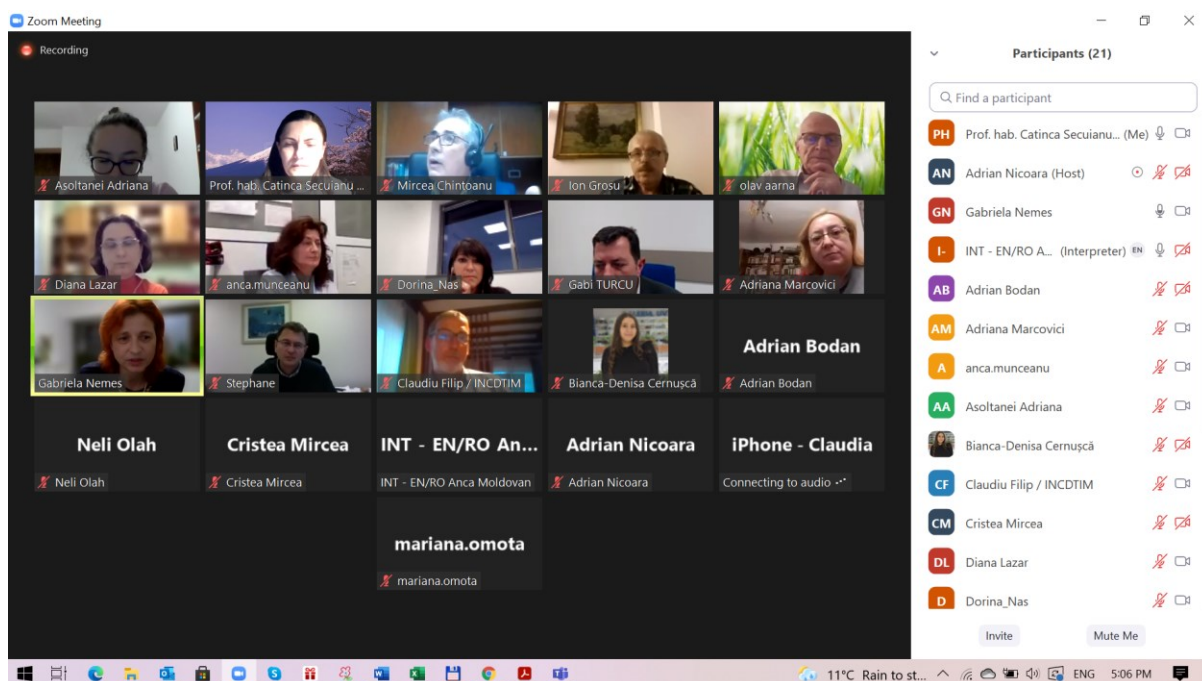 Zoom Meeting
Recording
Participants (21)
Find a participant
Asoltanei Adriana
Prof. hab. Catinca Secuianu ...
Mircea Chintoanu
Ion Grosu
olav aarna
Diana Lazar
anca.munceanu
Dorina_Nas
Gabi TURCU
Adriana Marcovici
Gabriela Nemes
Stephane
Claudiu Filip / INCDTIM
Bianca-Denisa Cernușcă
Adrian Bodan
Adrian Bodan
Neli Olah
Neli Olah
Cristea Mircea
Cristea Mircea
INT - EN/RO An...
INT - EN/RO Anca Moldovan
Adrian Nicoara
Adrian Nicoara
iPhone - Claudia
Connecting to audio
mariana.omota
mariana.omota
PH Prof. hab. Catinca Secuianu... (Me)
AN Adrian Nicoara (Host)
GN Gabriela Nemes
I- INT - EN/RO A... (Interpreter) EN
AB Adrian Bodan
AM Adriana Marcovici
A anca.munceanu
AA Asoltanei Adriana
Bianca-Denisa Cernușcă
CF Claudiu Filip / INCDTIM
CM Cristea Mircea
DL Diana Lazar
D Dorina_Nas
Invite Mute Me
11°C Rain to st... ENG 5:06 PM